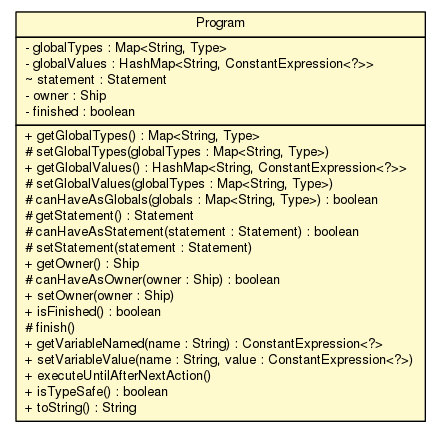 Program
- globalTypes : Map<String, Type>
- globalValues : HashMap<String, ConstantExpression<?>>
~ statement : Statement
- owner : Ship
- finished : boolean
+ getGlobalTypes() : Map<String, Type>
# setGlobalTypes(globalTypes : Map<String, Type>)
+ getGlobalValues() : HashMap<String, ConstantExpression<?>>
# setGlobalValues(globalTypes : Map<String, Type>)
# canHaveAsGlobals(globals : Map<String, Type>) : boolean
# getStatement() : Statement
# canHaveAsStatement(statement : Statement) : boolean
# setStatement(statement : Statement)
+ getOwner() : Ship
# canHaveAsOwner(owner : Ship) : boolean
+ setOwner(owner : Ship)
+ isFinished() : boolean
# finish()
+ getVariableNamed(name : String) : ConstantExpression<?>
+ setVariableValue(name : String, value : ConstantExpression<?>)
+ executeUntilAfterNextAction()
+ isTypeSafe() : boolean
+ toString() : String